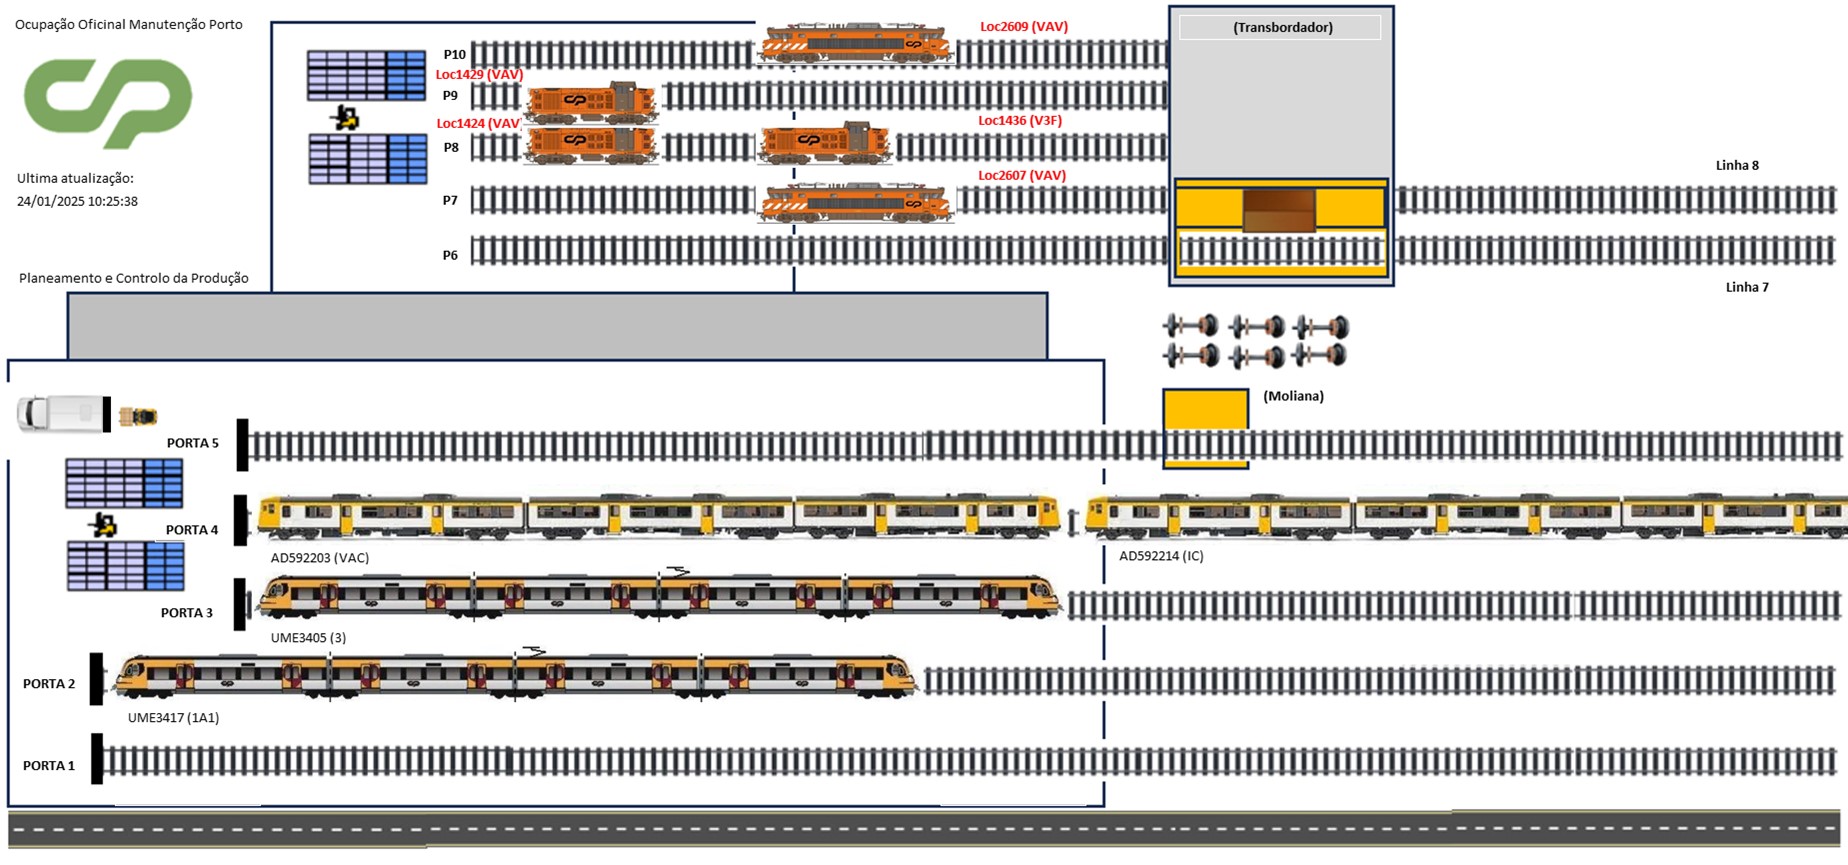 Ocupação Oficinal Manutenção Porto
CP
Ultima atualização:
24/01/2025 10:25:38
Planeamento e Controlo da Produção
P10
Loc2609 (VAV)
(Transbordador)
Loc1429 (VAV)
P9
Loc1424 (VAV)
Loc1436 (V3F)
P8
Loc2607 (VAV)
P7
Linha 8
P6
Linha 7
(Moliana)
PORTA 5
PORTA 4
AD592203 (VAC)
AD592214 (IC)
PORTA 3
UME3405 (3)
PORTA 2
UME3417 (1A1)
PORTA 1